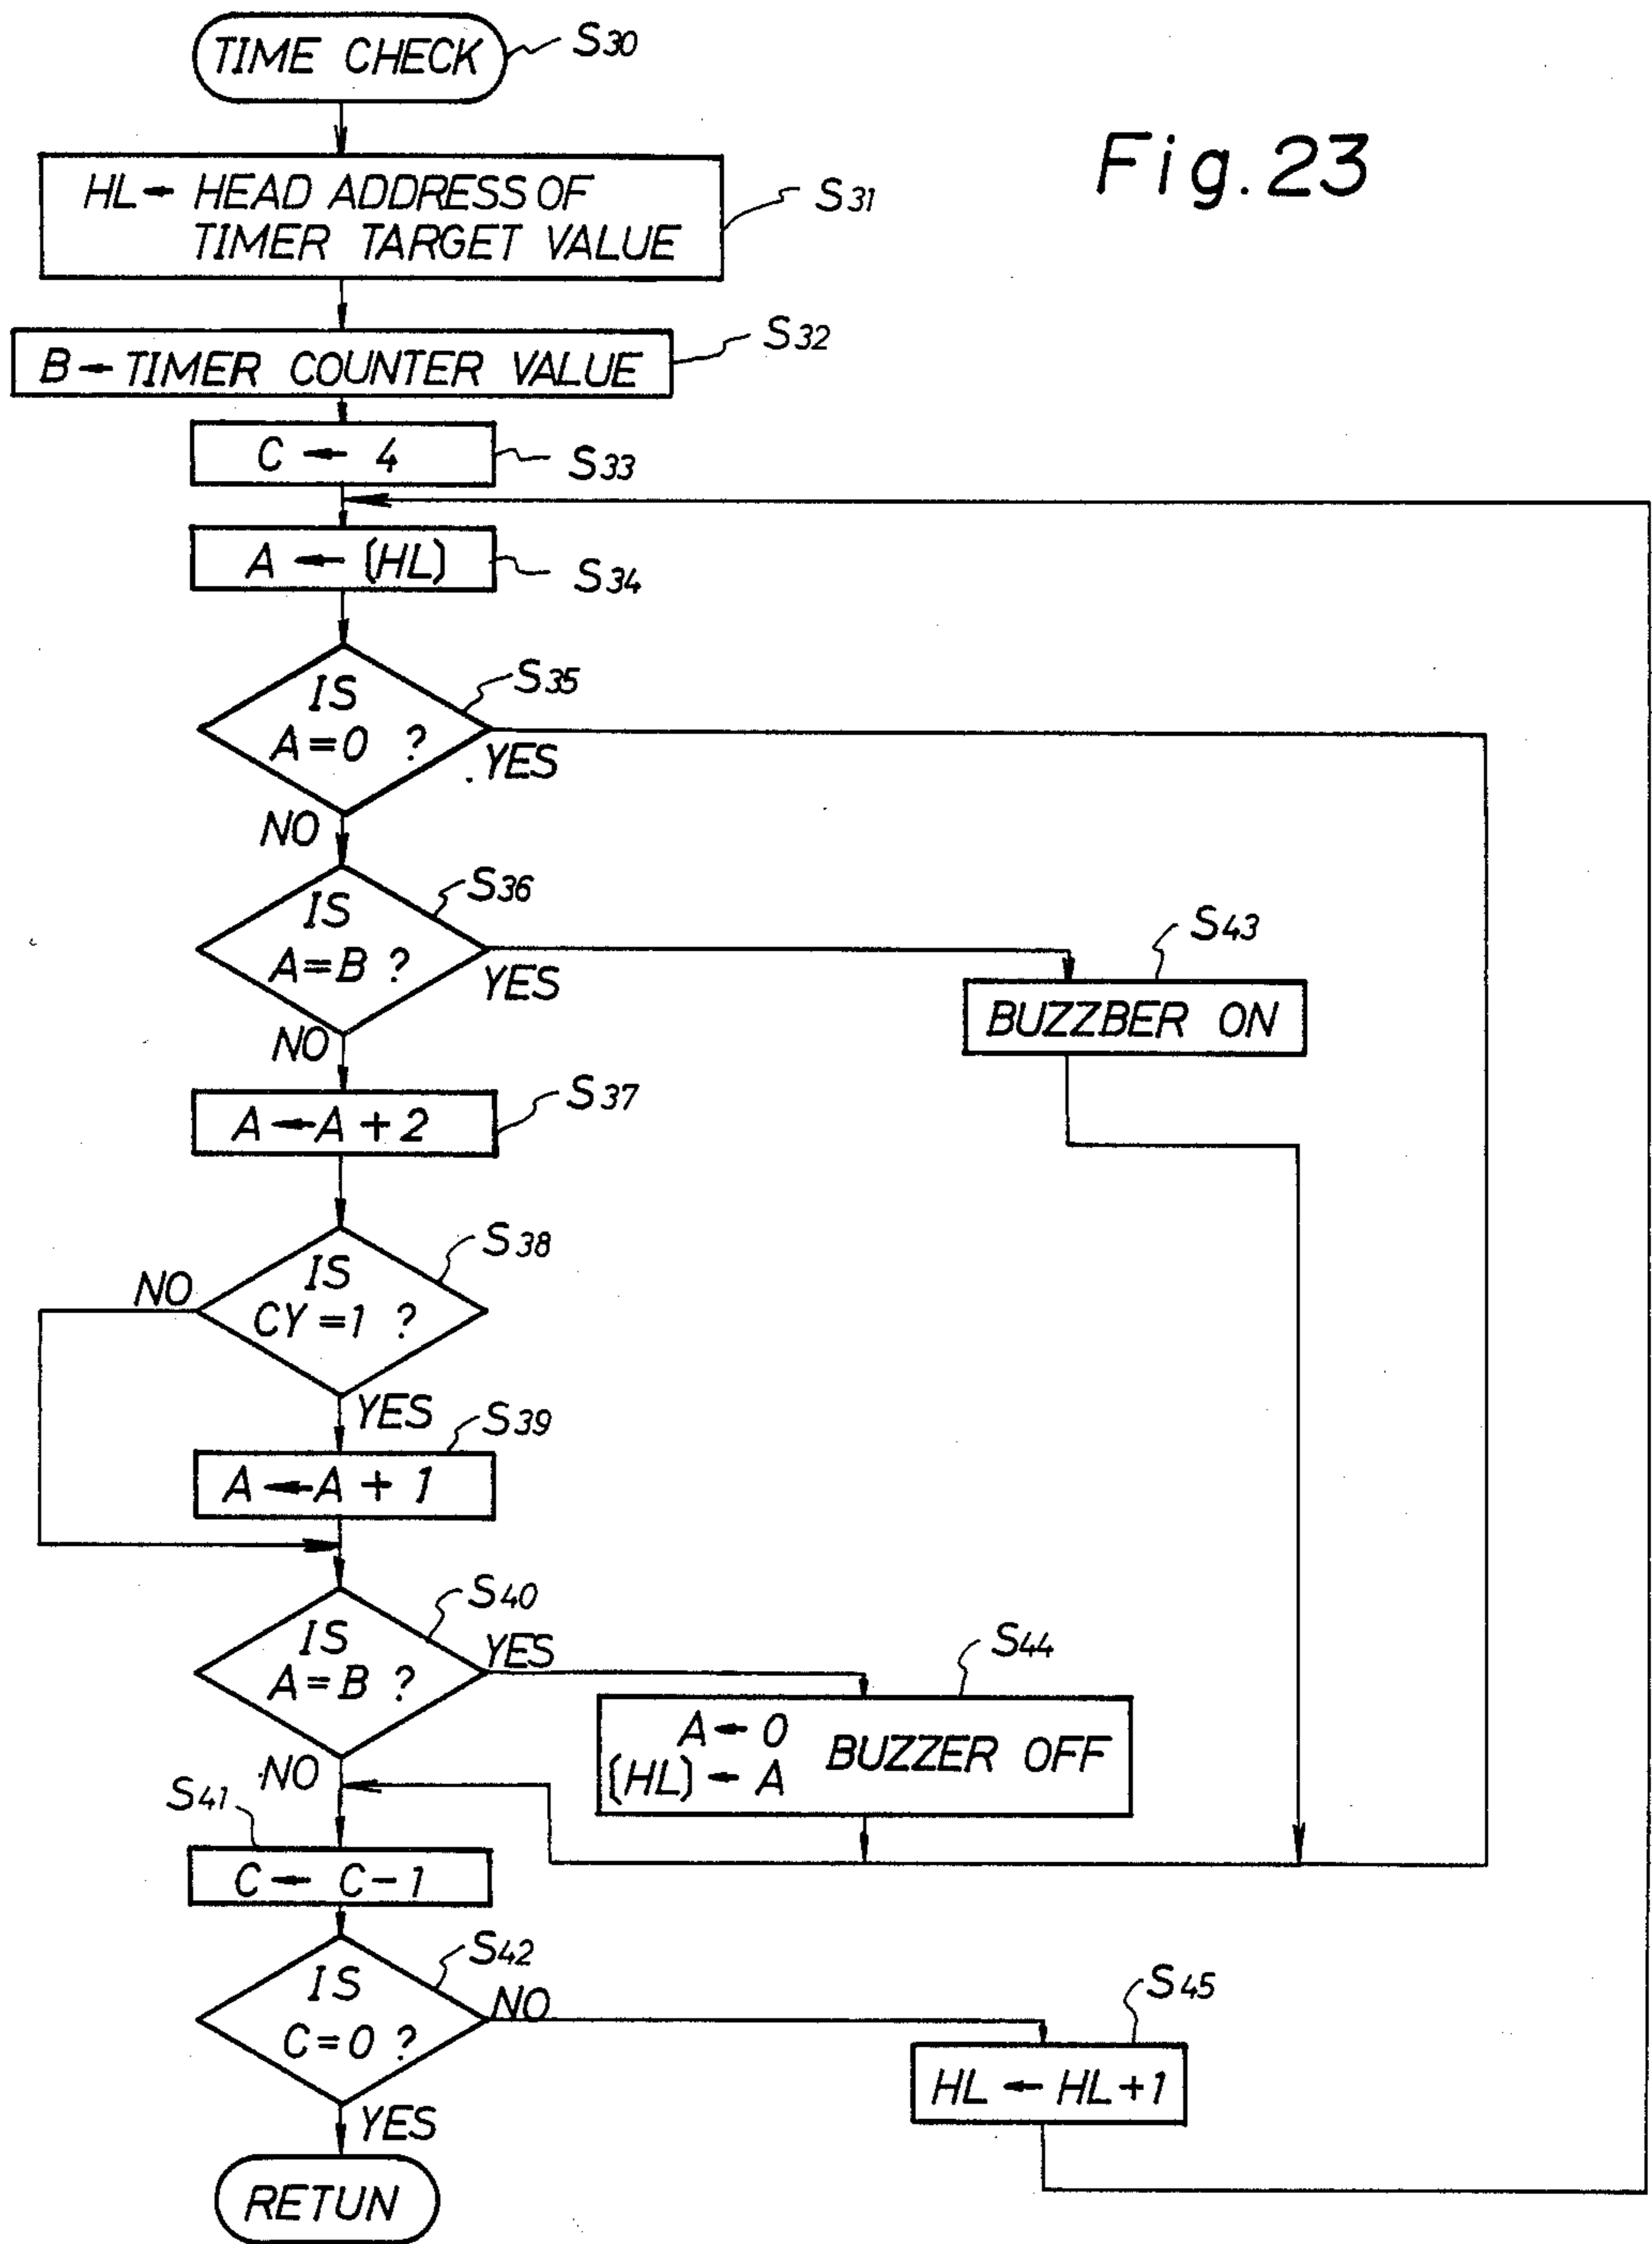 TIME CHECK
S30
Fig.23
HL ← HEAD ADDRESS OF
TIMER TARGET VALUE
S31
B ← TIMER COUNTER VALUE
S32
C ← 4
S33
A ← (HL)
S34
IS
A=0 ?
S35
YES
NO
IS
A=B ?
S36
YES
NO
S43
BUZZBER ON
A ← A + 2
S37
IS
CY=1 ?
S38
NO
YES
A ← A + 1
S39
IS
A=B ?
S40
YES
NO
S44
A ← 0
(HL) ← A
BUZZER OFF
S41
C ← C-1
IS
C=0 ?
S42
NO
YES
S45
HL ← HL+1
RETUN